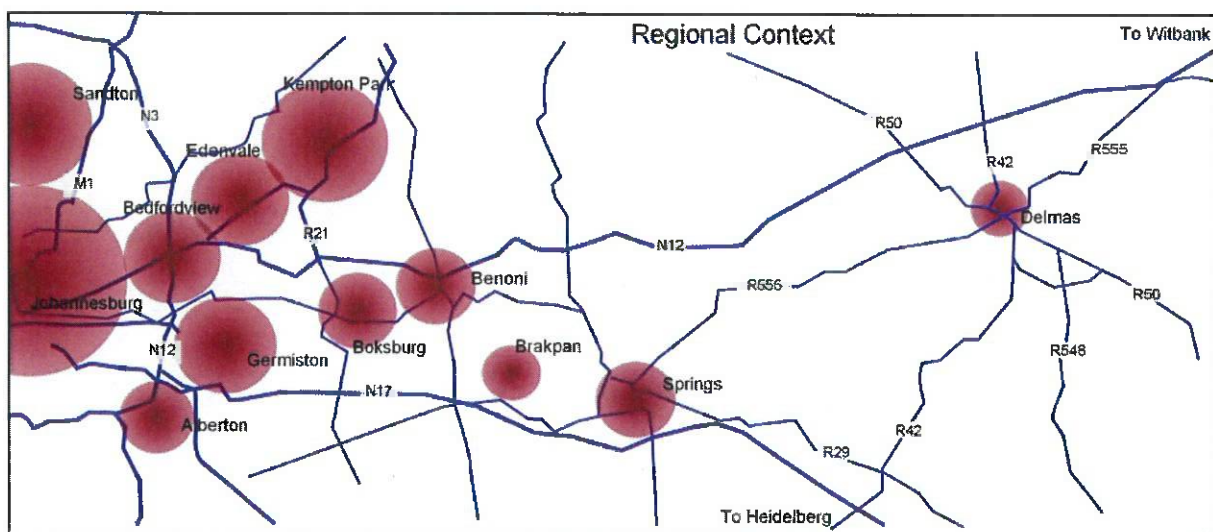 Regional Context
To Witbank
Kempton Park
Sandton
N3
R50
Edenvale
R555
R42
M1
Bedfordview
Delmas
R21
N12
Benoni
R556
R50
Johannesburg
Brakpan
N12
Germiston
Boksburg
R548
Springs
N17
Alberton
R42
R29
To Heidelberg